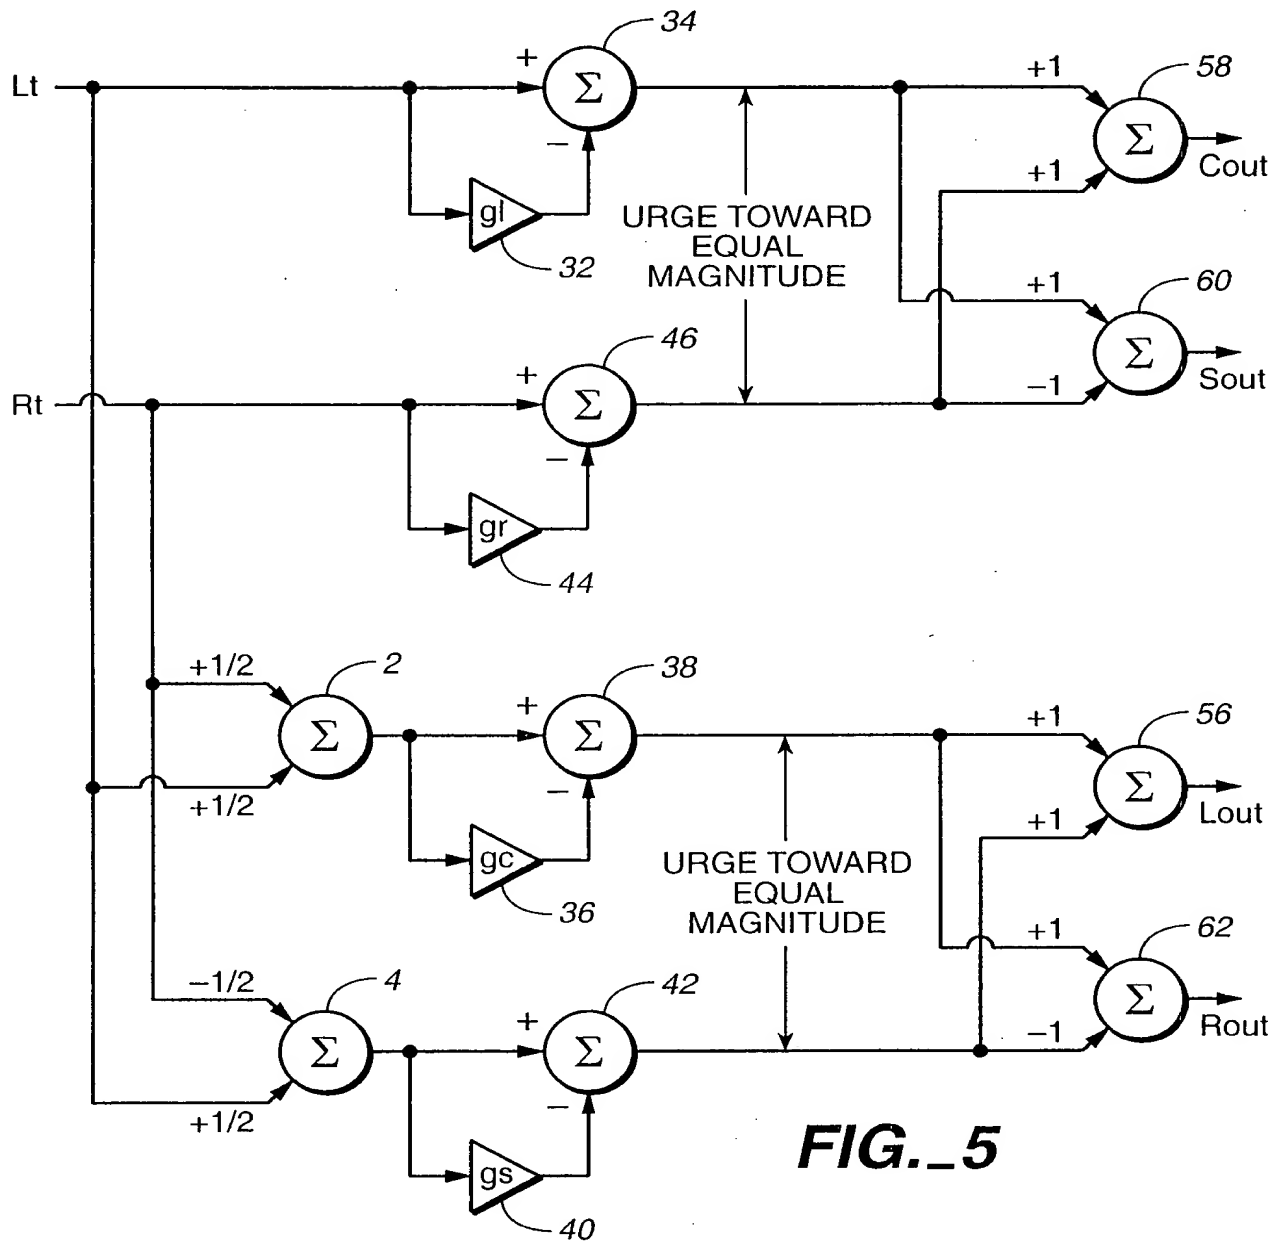 34
Lt
+
Σ
+1
58
−
gl
32
+1
Σ
Cout
URGE TOWARD
EQUAL
MAGNITUDE
+1
60
Rt
+
46
Σ
−1
Σ
Sout
−
gr
44
+1/2
2
Σ
+1/2
+
38
Σ
−
gc
36
+1
56
Σ
+1
Lout
URGE TOWARD
EQUAL
MAGNITUDE
+1
62
−1/2
4
Σ
+1/2
+
42
Σ
−1
Σ
Rout
−
gs
40
FIG._5